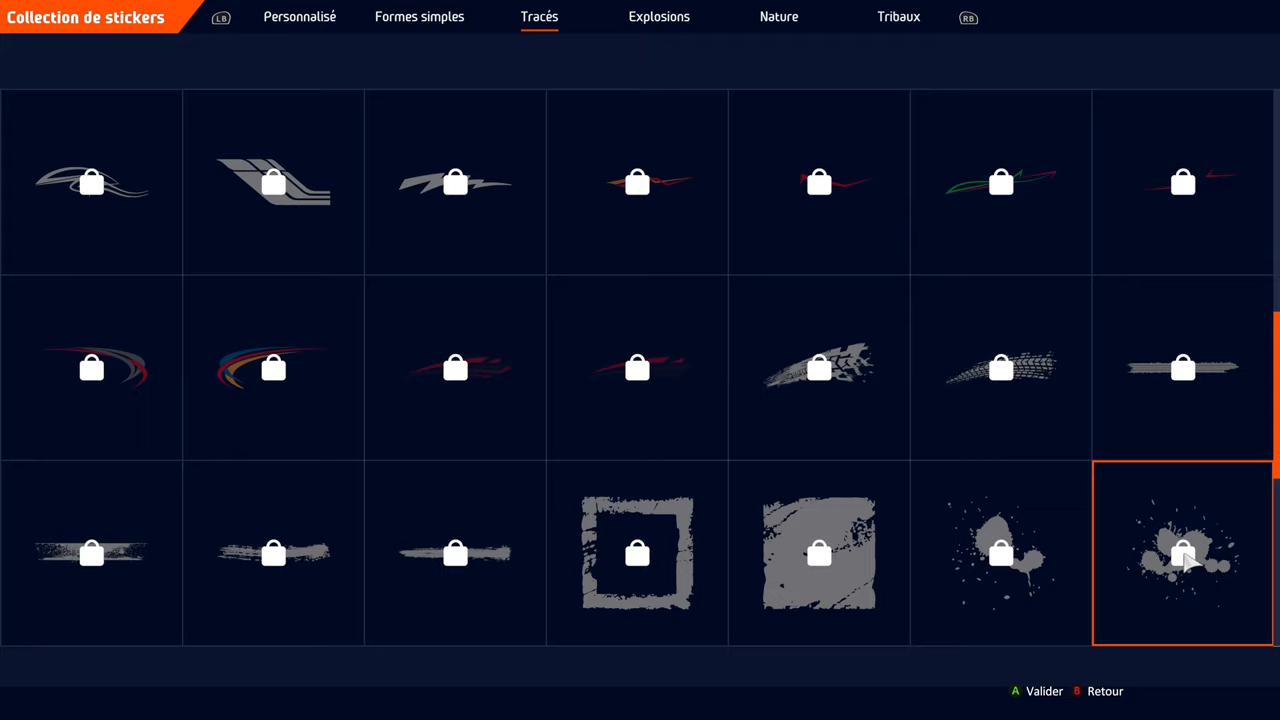 Collection de stickers
LB Personnalisé Formes simples Tracés Explosions Nature Tribaux RB
A Valider B Retour